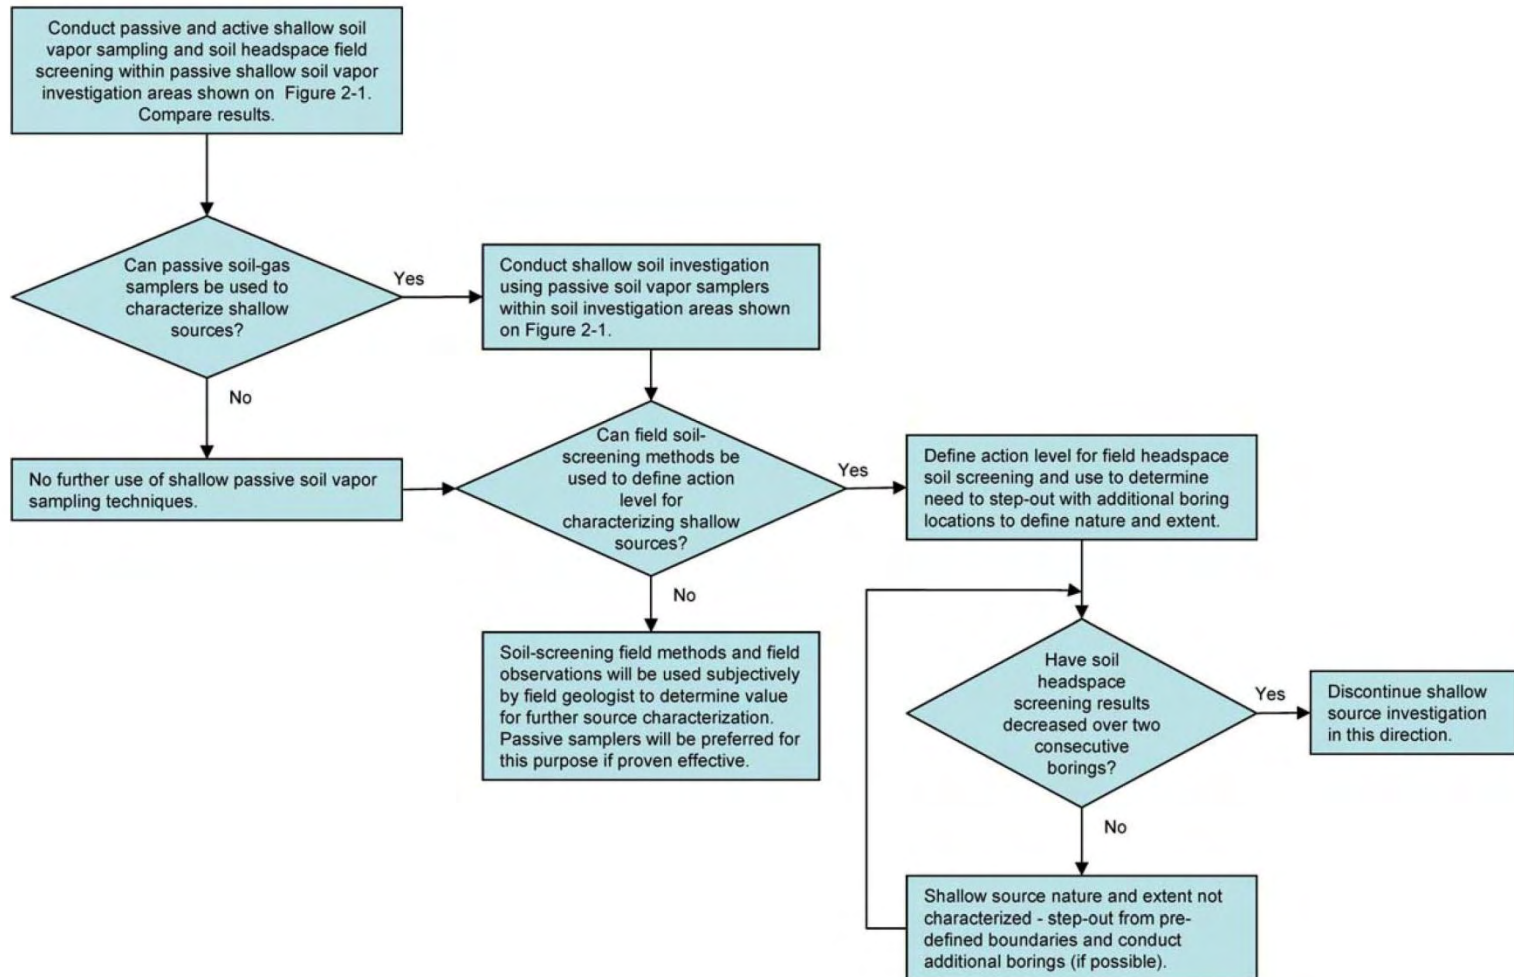 Conduct passive and active shallow soil
vapor sampling and soil headspace field
screening within passive shallow soil vapor
investigation areas shown on Figure 2-1.
Compare results.
Can passive soil-gas
samplers be used to
characterize shallow
sources?
Yes
No
Conduct shallow soil investigation
using passive soil vapor samplers
within soil investigation areas shown
on Figure 2-1.
No further use of shallow passive soil vapor
sampling techniques.
Can field soil-
screening methods be
used to define action
level for
characterizing shallow
sources?
Yes
No
Define action level for field headspace
soil screening and use to determine
need to step-out with additional boring
locations to define nature and extent.
Soil-screening field methods and field
observations will be used subjectively
by field geologist to determine value
for further source characterization.
Passive samplers will be preferred for
this purpose if proven effective.
Have soil
headspace
screening results
decreased over two
consecutive
borings?
Yes
No
Discontinue shallow
source investigation
in this direction.
Shallow source nature and extent not
characterized - step-out from pre-
defined boundaries and conduct
additional borings (if possible).